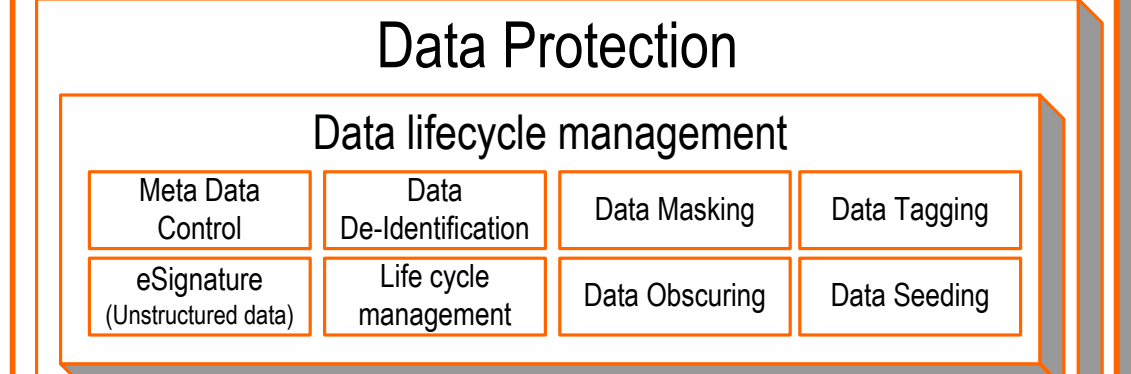 Data Protection
Data lifecycle management
Meta Data
Control
Data
De-Identification
Data Masking
Data Tagging
eSignature
(Unstructured data)
Life cycle
management
Data Obscuring
Data Seeding